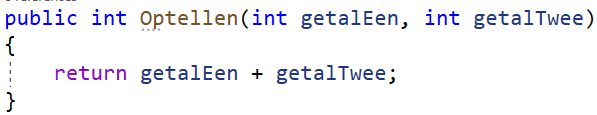 public int Optellen(int getalEen, int getalTwee)
{
    return getalEen + getalTwee;
}